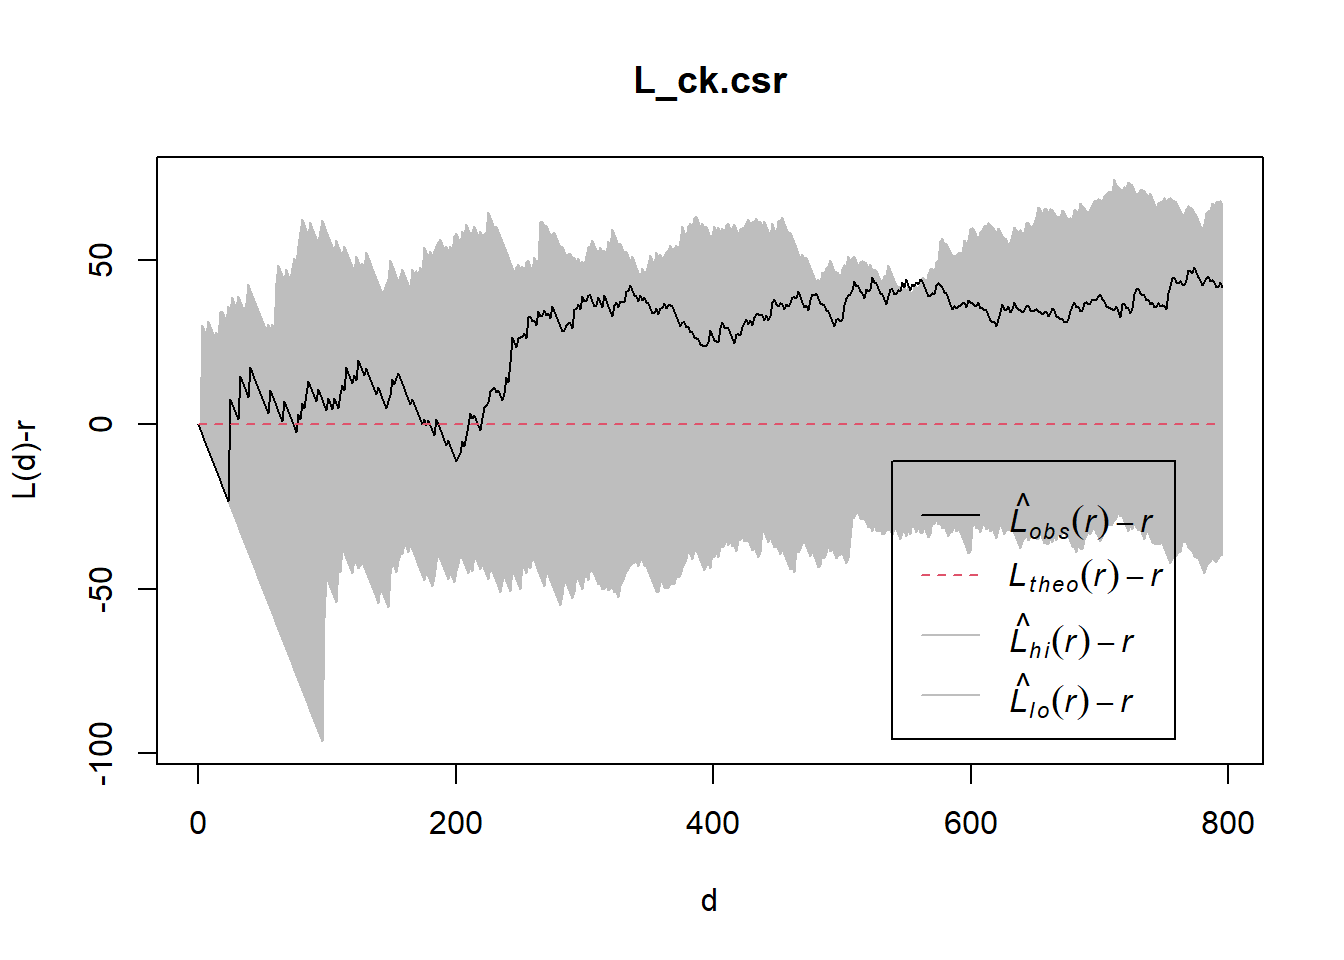 L_ck.csr
L(d)-r
50
0
-50
-100
0 200 400 600 800
d
L̂obs(r) − r
Ltheo(r) − r
L̂hi(r) − r
L̂lo(r) − r